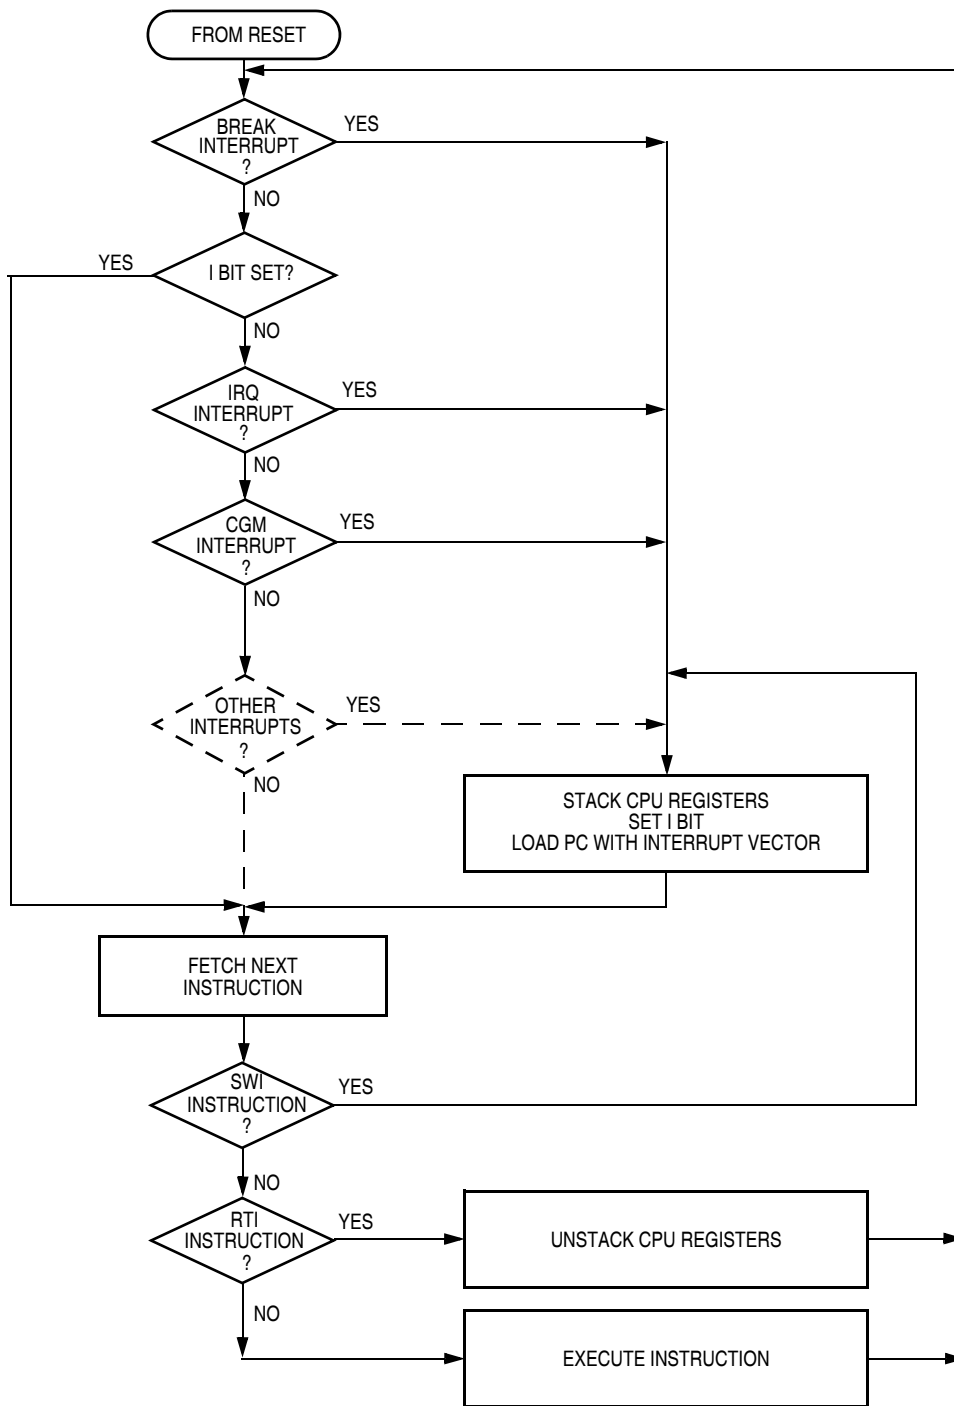 FROM RESET
BREAK
INTERRUPT
?
YES
NO
YES
I BIT SET?
NO
IRQ
INTERRUPT
?
YES
NO
CGM
INTERRUPT
?
YES
NO
OTHER
INTERRUPTS
?
YES
NO
STACK CPU REGISTERS
SET I BIT
LOAD PC WITH INTERRUPT VECTOR
FETCH NEXT
INSTRUCTION
SWI
INSTRUCTION
?
YES
NO
RTI
INSTRUCTION
?
YES
UNSTACK CPU REGISTERS
NO
EXECUTE INSTRUCTION